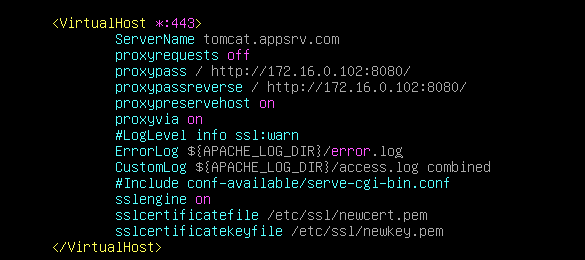 <VirtualHost *:443>
ServerName tomcat.appsrv.com
proxyrequests off
proxypass / http://172.16.0.102:8080/
proxypassreverse / http://172.16.0.102:8080/
proxypreservehost on
proxyvia on
#LogLevel info ssl:warn
ErrorLog ${APACHE_LOG_DIR}/error.log
CustomLog ${APACHE_LOG_DIR}/access.log combined
#Include conf-available/serve-cgi-bin.conf
sslengine on
sslcertificatefile /etc/ssl/newcert.pem
sslcertificatekeyfile /etc/ssl/newkey.pem
</VirtualHost>